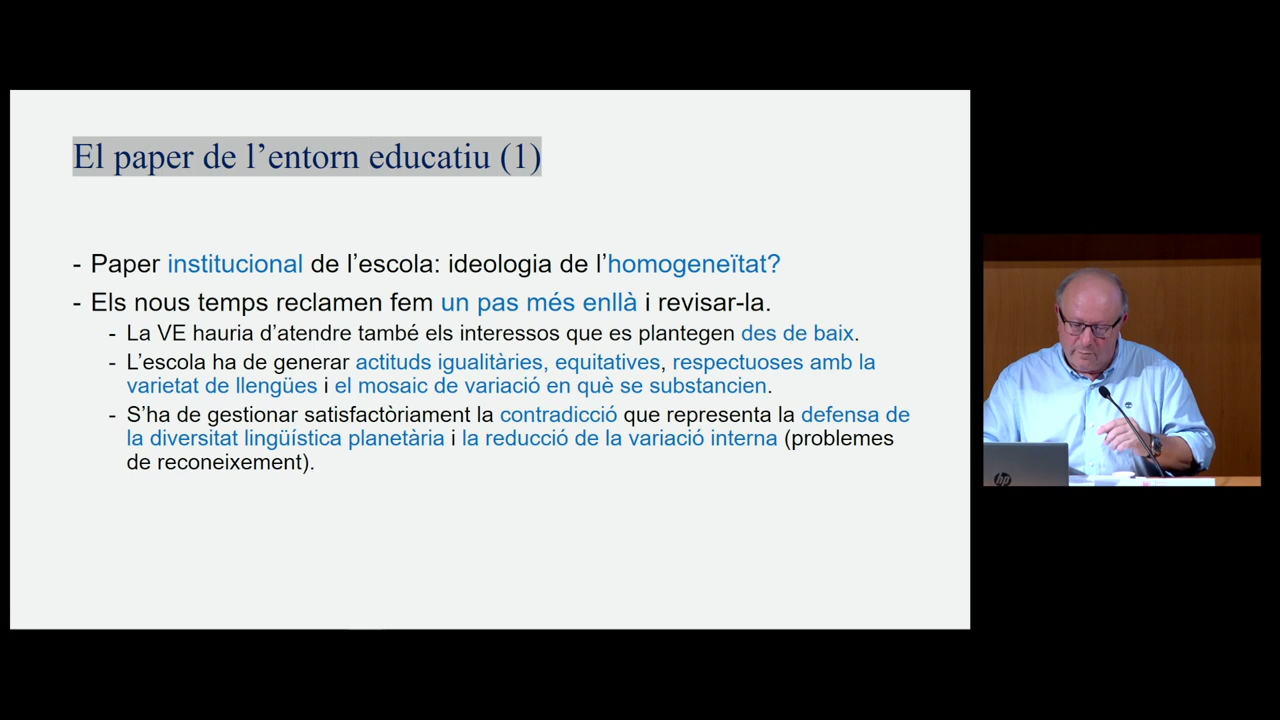 El paper de l’entorn educatiu (1)
- Paper institucional de l’escola: ideologia de l’homogeneïtat?
- Els nous temps reclamen fem un pas més enllà i revisar-la.
- La VE hauria d’atendre també els interessos que es plantegen des de baix.
- L’escola ha de generar actituds igualitàries, equitatives, respectuoses amb la
varietat de llengües i el mosaic de variació en què se substancien.
- S’ha de gestionar satisfactòriament la contradicció que representa la defensa de
la diversitat lingüística planetària i la reducció de la variació interna (problemes
de reconeixement).
hp